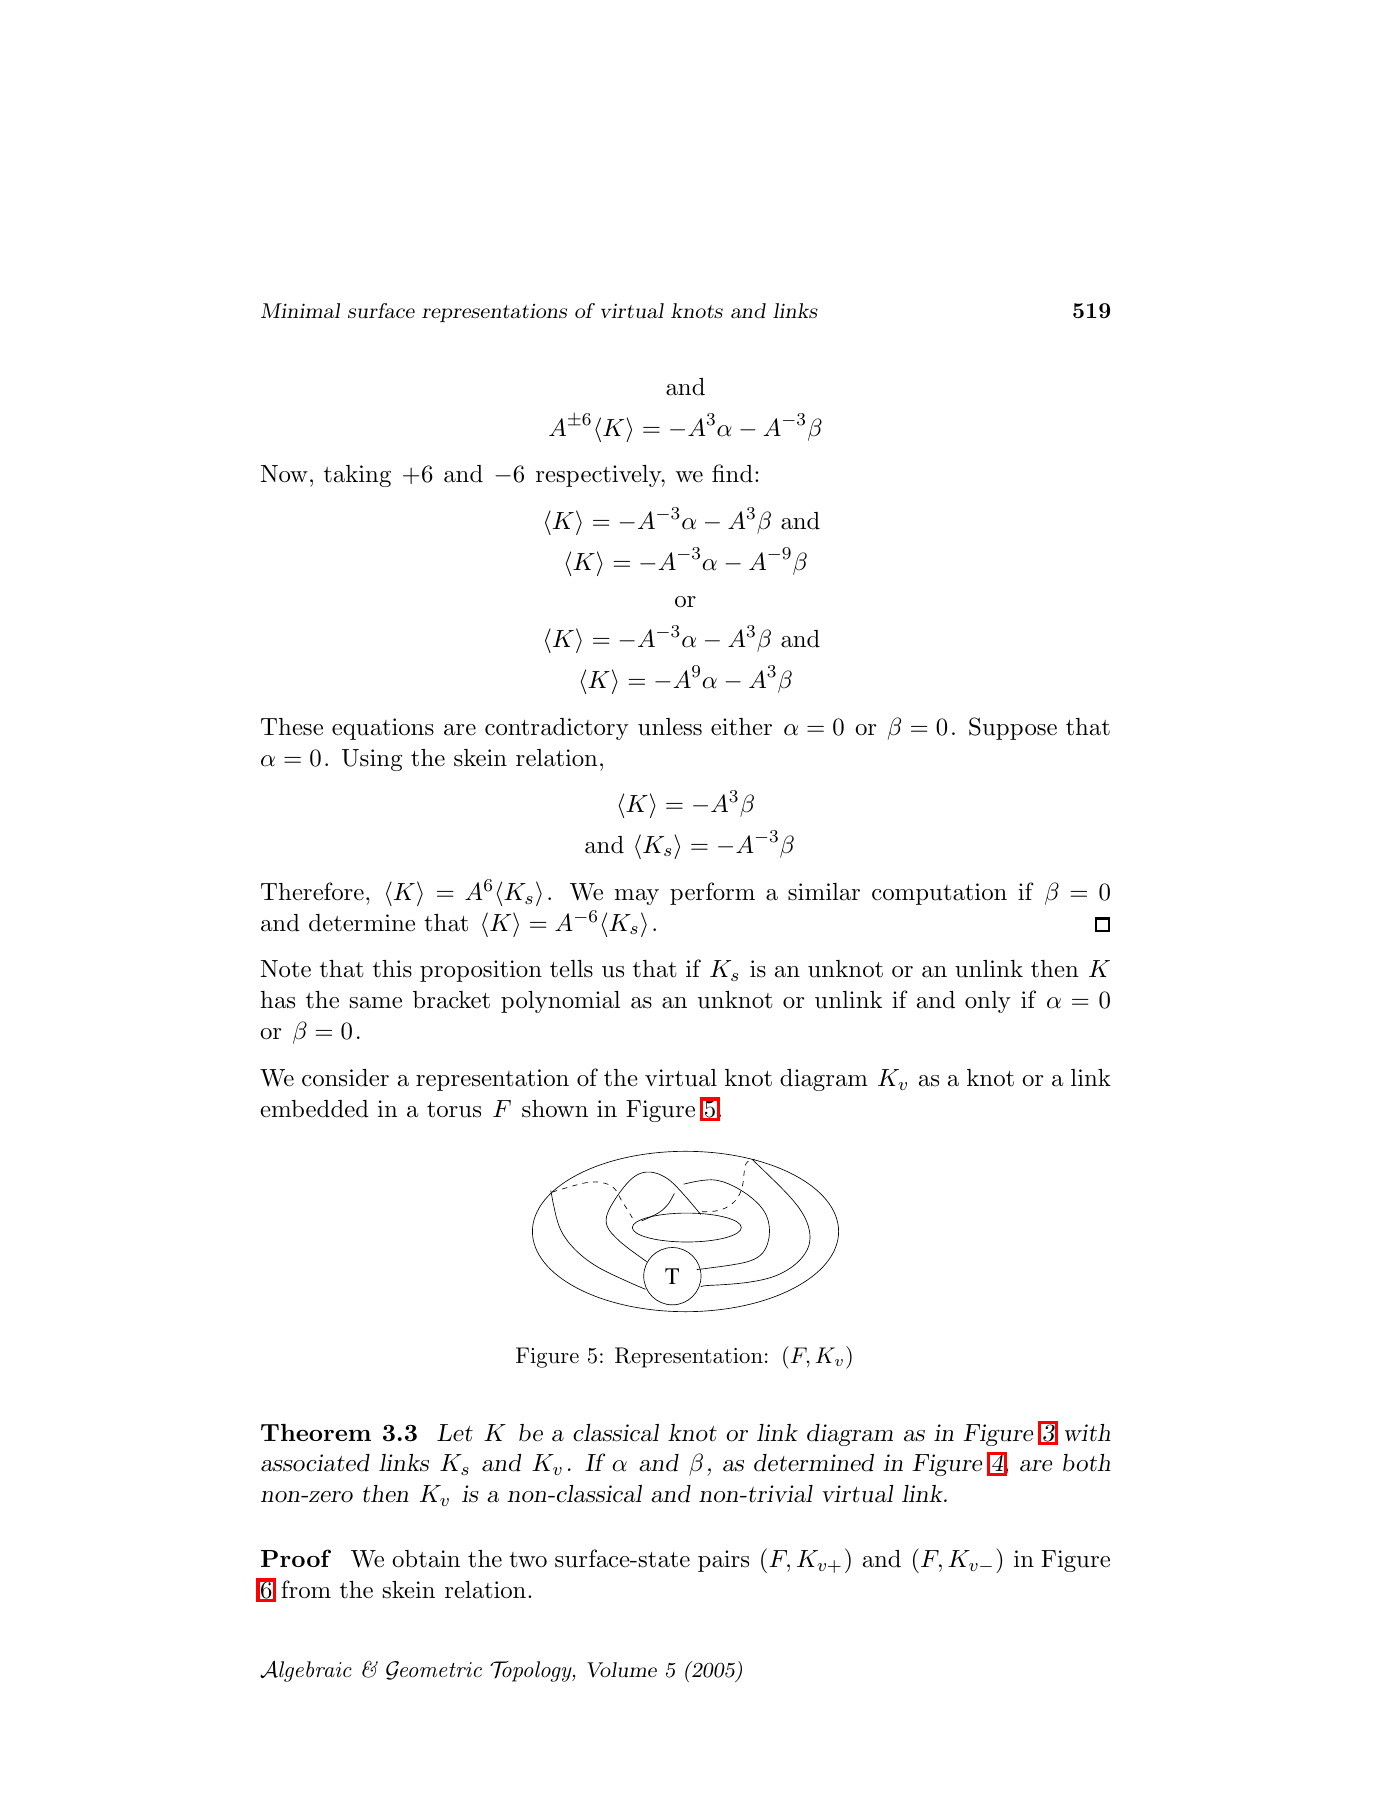 Minimal surface representations of virtual knots and links 519
and
A^{±6}⟨K⟩ = −A^3α − A^{−3}β
Now, taking +6 and −6 respectively, we find:
⟨K⟩ = −A^{−3}α − A^3β and
⟨K⟩ = −A^{−3}α − A^{−9}β
or
⟨K⟩ = −A^{−3}α − A^3β and
⟨K⟩ = −A^9α − A^3β
These equations are contradictory unless either α = 0 or β = 0. Suppose that
α = 0. Using the skein relation,
⟨K⟩ = −A^3β
and ⟨K_s⟩ = −A^{−3}β
Therefore, ⟨K⟩ = A^6⟨K_s⟩. We may perform a similar computation if β = 0
and determine that ⟨K⟩ = A^{−6}⟨K_s⟩. □
Note that this proposition tells us that if K_s is an unknot or an unlink then K
has the same bracket polynomial as an unknot or unlink if and only if α = 0
or β = 0.
We consider a representation of the virtual knot diagram K_v as a knot or a link
embedded in a torus F shown in Figure 5.
T
Figure 5: Representation: (F, K_v)
Theorem 3.3 Let K be a classical knot or link diagram as in Figure 3 with
associated links K_s and K_v. If α and β, as determined in Figure 4, are both
non-zero then K_v is a non-classical and non-trivial virtual link.
Proof We obtain the two surface-state pairs (F, K_{v+}) and (F, K_{v−}) in Figure
6 from the skein relation.
Algebraic & Geometric Topology, Volume 5 (2005)